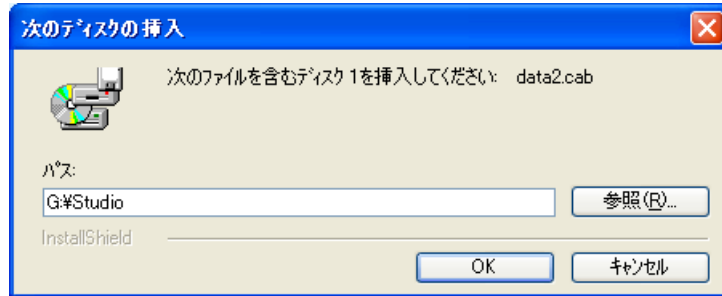 次のﾃﾞｨｽｸの挿入
次のﾌｧｲﾙを含むﾃﾞｨｽｸ 1を挿入してください:  data2.cab
ﾊﾟｽ:
G:¥Studio
参照(R)...
InstallShield
OK
ｷｬﾝｾﾙ